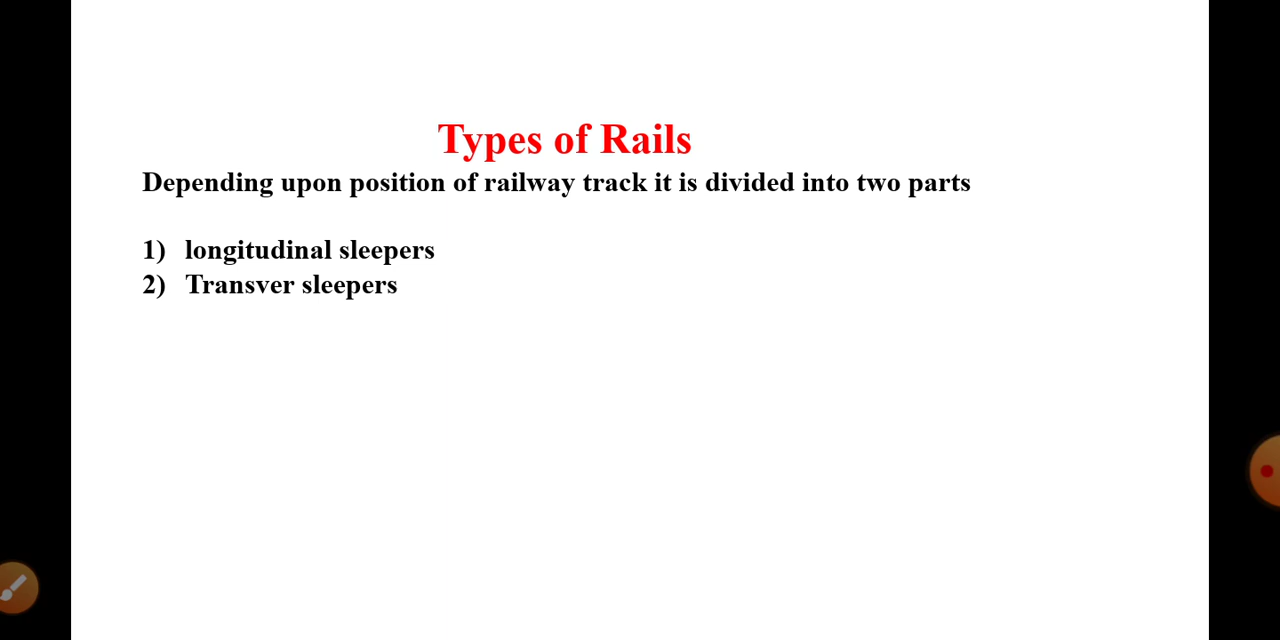 Types of Rails
Depending upon position of railway track it is divided into two parts
1) longitudinal sleepers
2) Transver sleepers